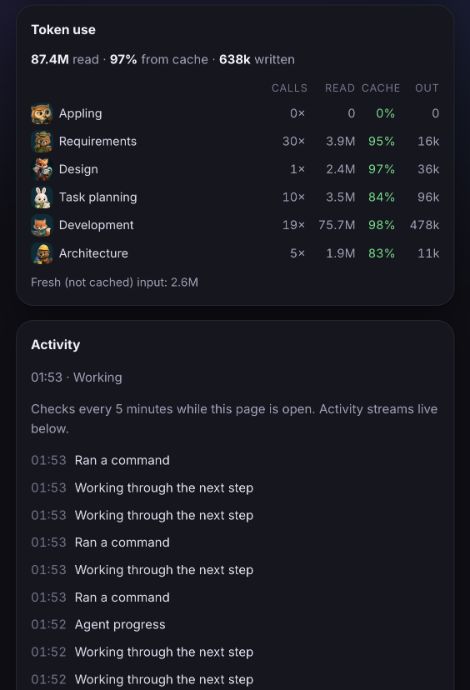 Token use
87.4M read · 97% from cache · 638k written
CALLS READ CACHE OUT
Appling 0× 0 0% 0
Requirements 30× 3.9M 95% 16k
Design 1× 2.4M 97% 36k
Task planning 10× 3.5M 84% 96k
Development 19× 75.7M 98% 478k
Architecture 5× 1.9M 83% 11k
Fresh (not cached) input: 2.6M
Activity
01:53 · Working
Checks every 5 minutes while this page is open. Activity streams live
below.
01:53 Ran a command
01:53 Working through the next step
01:53 Working through the next step
01:53 Ran a command
01:53 Working through the next step
01:53 Ran a command
01:52 Agent progress
01:52 Working through the next step
01:52 Working through the next step